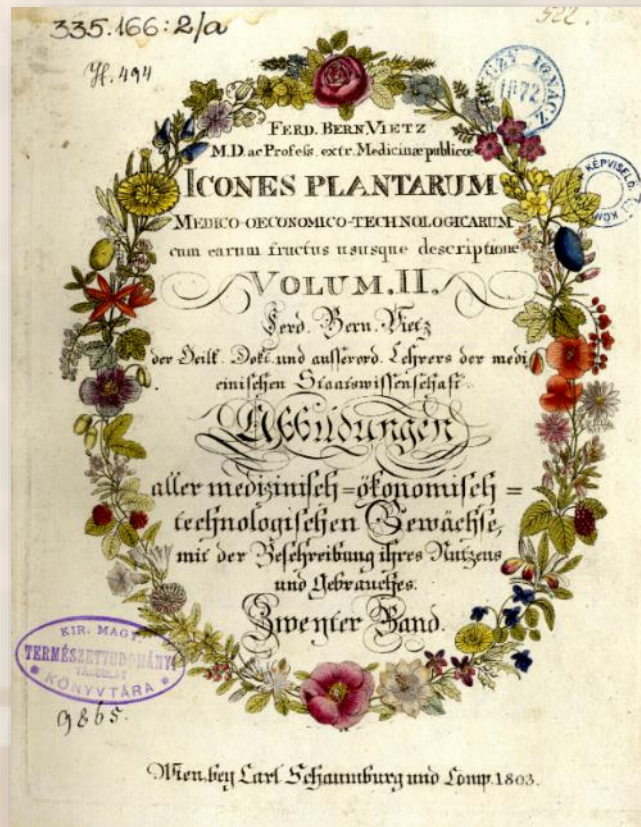 335.166:2/a
522.
H. 494
1872
FERD. BERN. VIETZ
M.D. ac Profess. extr. Medicinæ publicæ
ICONES PLANTARUM
MEDICO-OECONOMICO-TECHNOLOGICARUM
cum earum fructus ususque descriptione
VOLUM. II.
KÉPVISELŐ
Ferd. Bern. Vietz
der Heilk. Dokt. und ausserord. Lehrers der medi
cinischen Staatswissenschaft.
Abbildungen
aller medizinisch=ökonomisch=
technologischen Gewächse,
mit der Beschreibung ihres Nutzens
und Gebrauches.
Zweyter Band.
KIR. MAGY.
TERMÉSZETTUDOMÁNYI
TÁRSULAT
KÖNYVTÁRA
9865.
Wien, bey Carl Schaumburg und Comp. 1803.